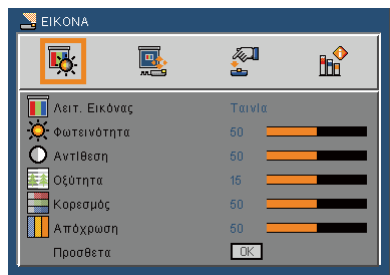 ΕΙΚΟΝΑ
Λειτ. Εικόνας Ταινία
Φωτεινότητα 50
Αντίθεση 50
Οξύτητα 15
Κορεσμός 50
Απόχρωση 50
Προσθετα OK